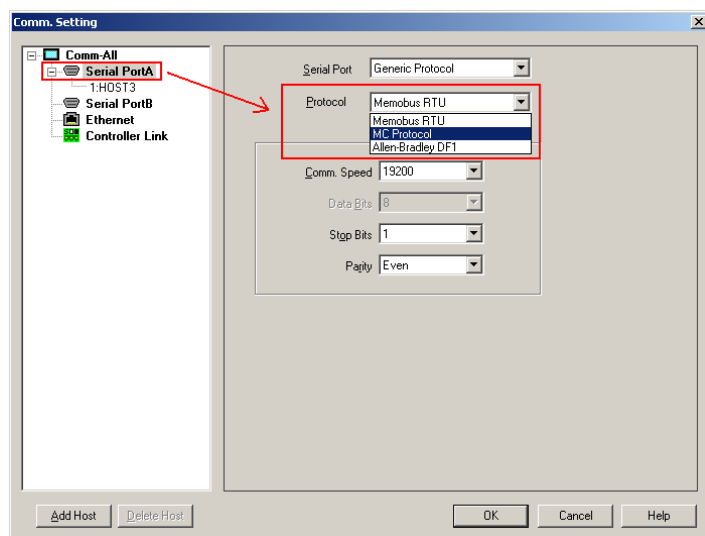 Comm. Setting
Comm-All
Serial PortA
1:HOST3
Serial PortB
Ethernet
Controller Link
Serial Port Generic Protocol
Protocol Memobus RTU
Memobus RTU
MC Protocol
Allen-Bradley DF1
Comm. Speed 19200
Data Bits 8
Stop Bits 1
Parity Even
Add Host Delete Host OK Cancel Help